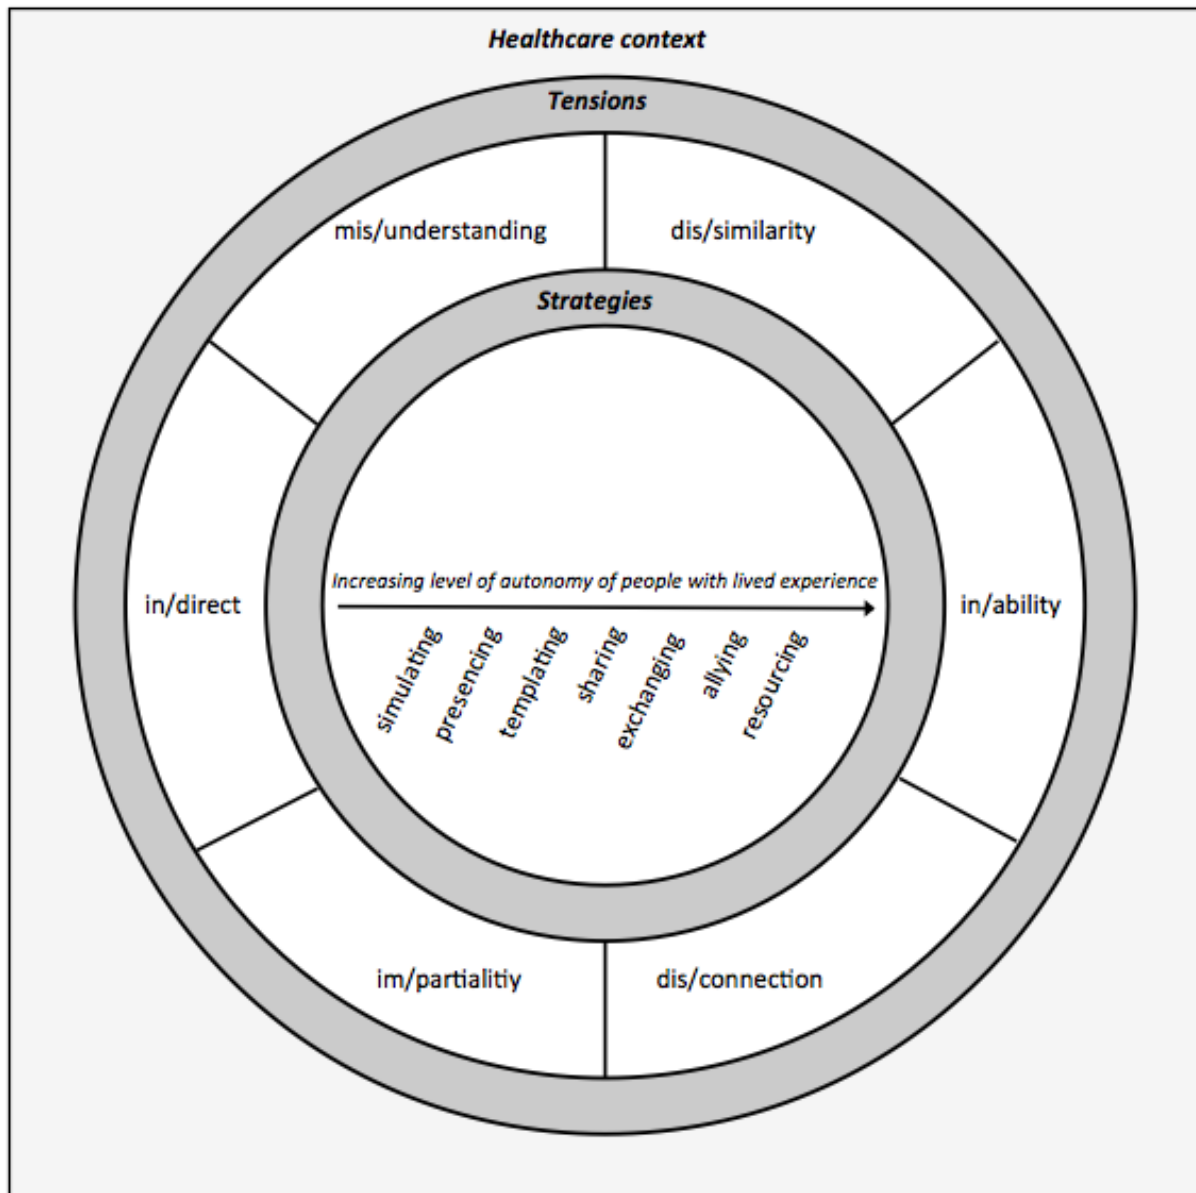 Healthcare context
Tensions
mis/understanding
dis/similarity
Strategies
in/direct
Increasing level of autonomy of people with lived experience
simulating
presencing
templating
sharing
exchanging
allying
resourcing
in/ability
im/partialitiy
dis/connection